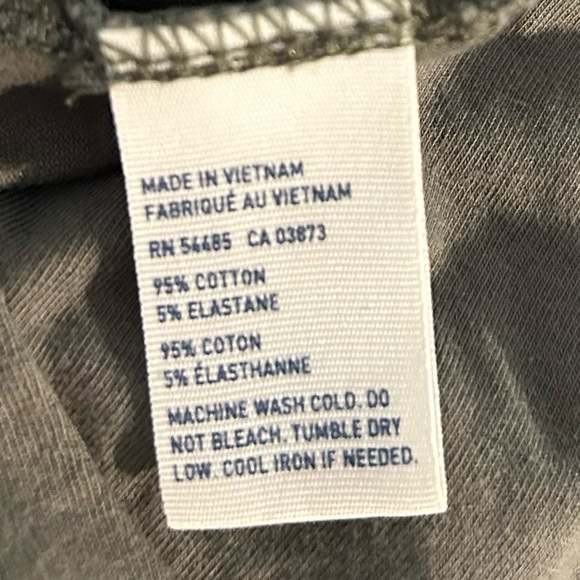 MADE IN VIETNAM
FABRIQUÉ AU VIETNAM
RN 54485 CA 03873
95% COTTON
5% ELASTANE
95% COTON
5% ÉLASTHANNE
MACHINE WASH COLD. DO
NOT BLEACH. TUMBLE DRY
LOW. COOL IRON IF NEEDED.